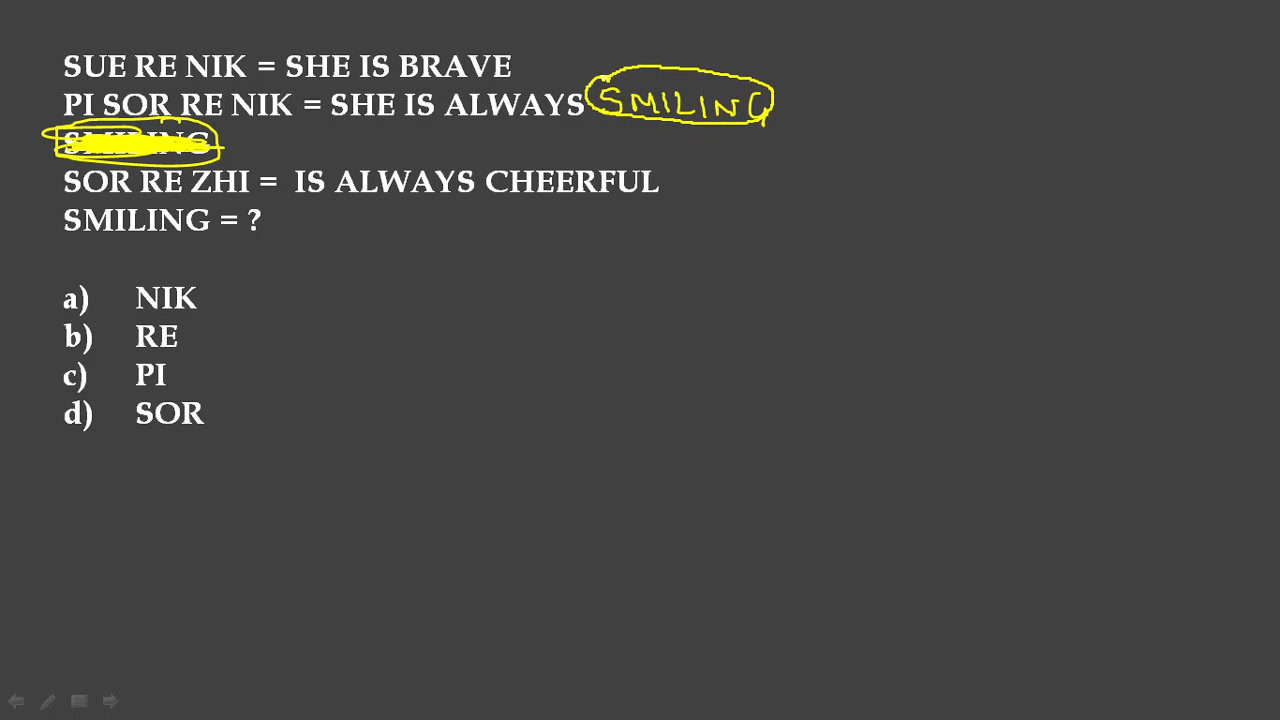 SUE RE NIK = SHE IS BRAVE
PI SOR RE NIK = SHE IS ALWAYS SMILING
SMILING
SOR RE ZHI = IS ALWAYS CHEERFUL
SMILING = ?
a) NIK
b) RE
c) PI
d) SOR